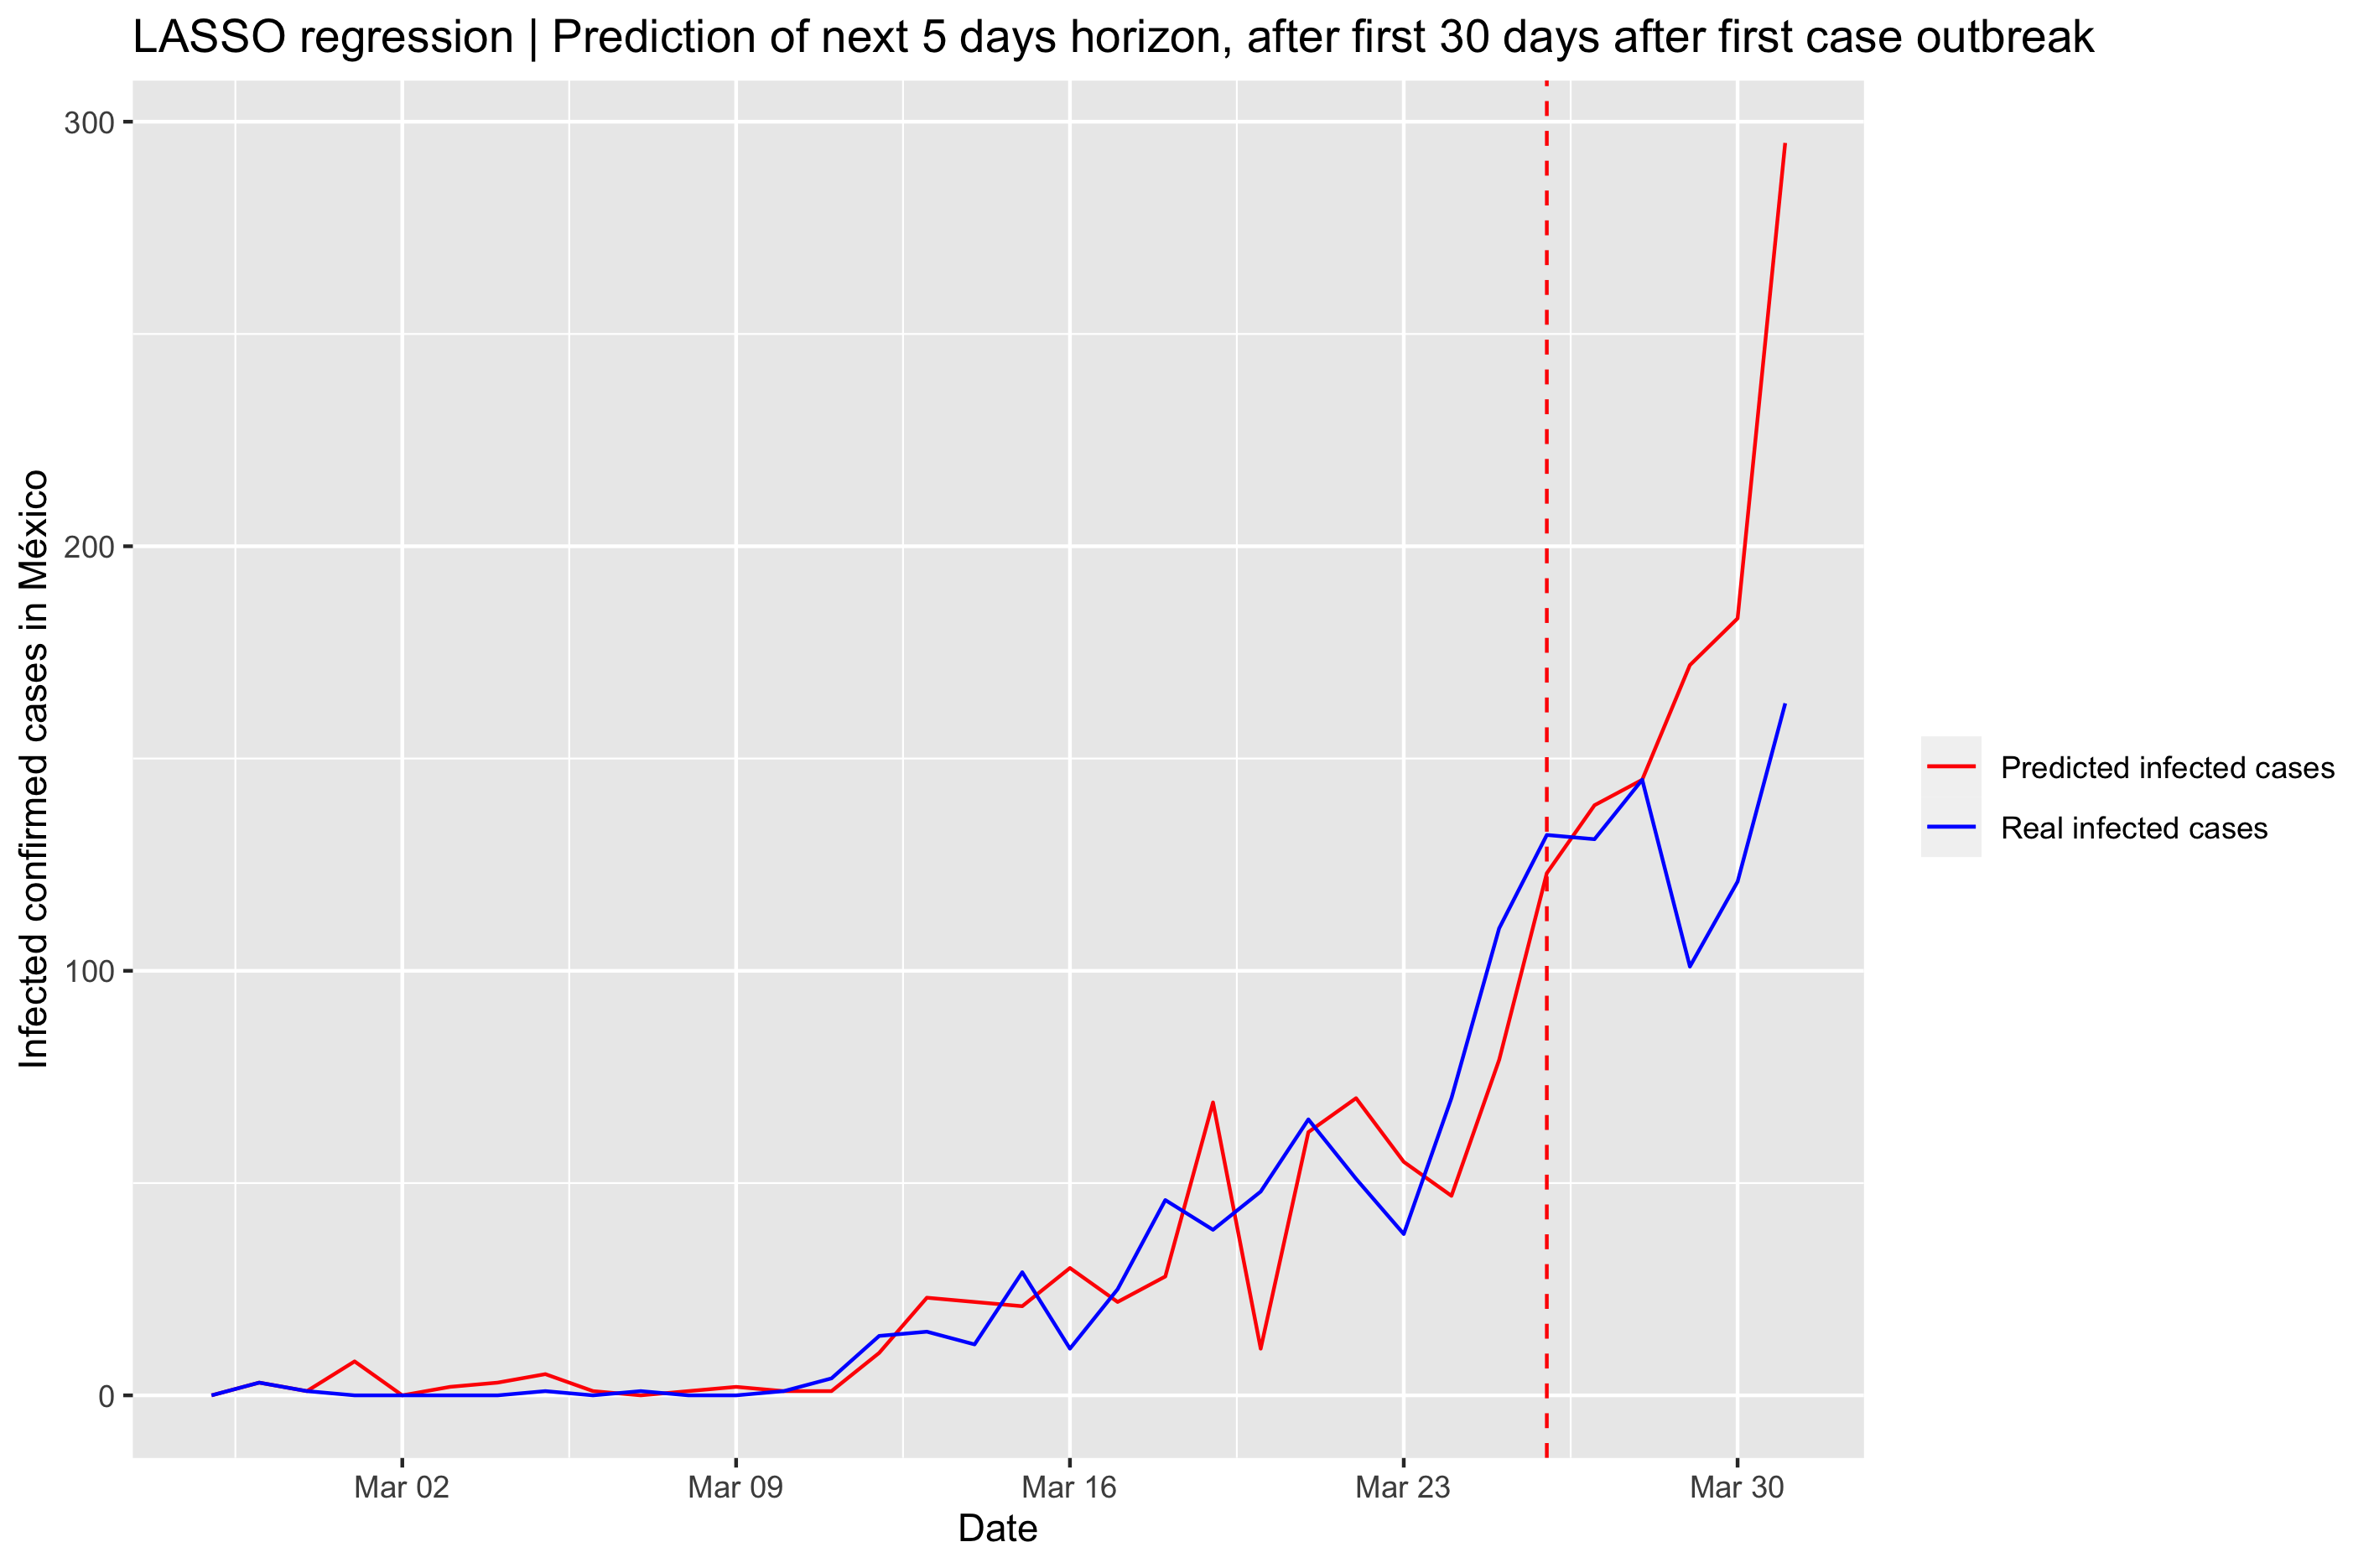 LASSO regression | Prediction of next 5 days horizon, after first 30 days after first case outbreak
Infected confirmed cases in México
300
200
100
0
Mar 02
Mar 09
Mar 16
Mar 23
Mar 30
Date
Predicted infected cases
Real infected cases